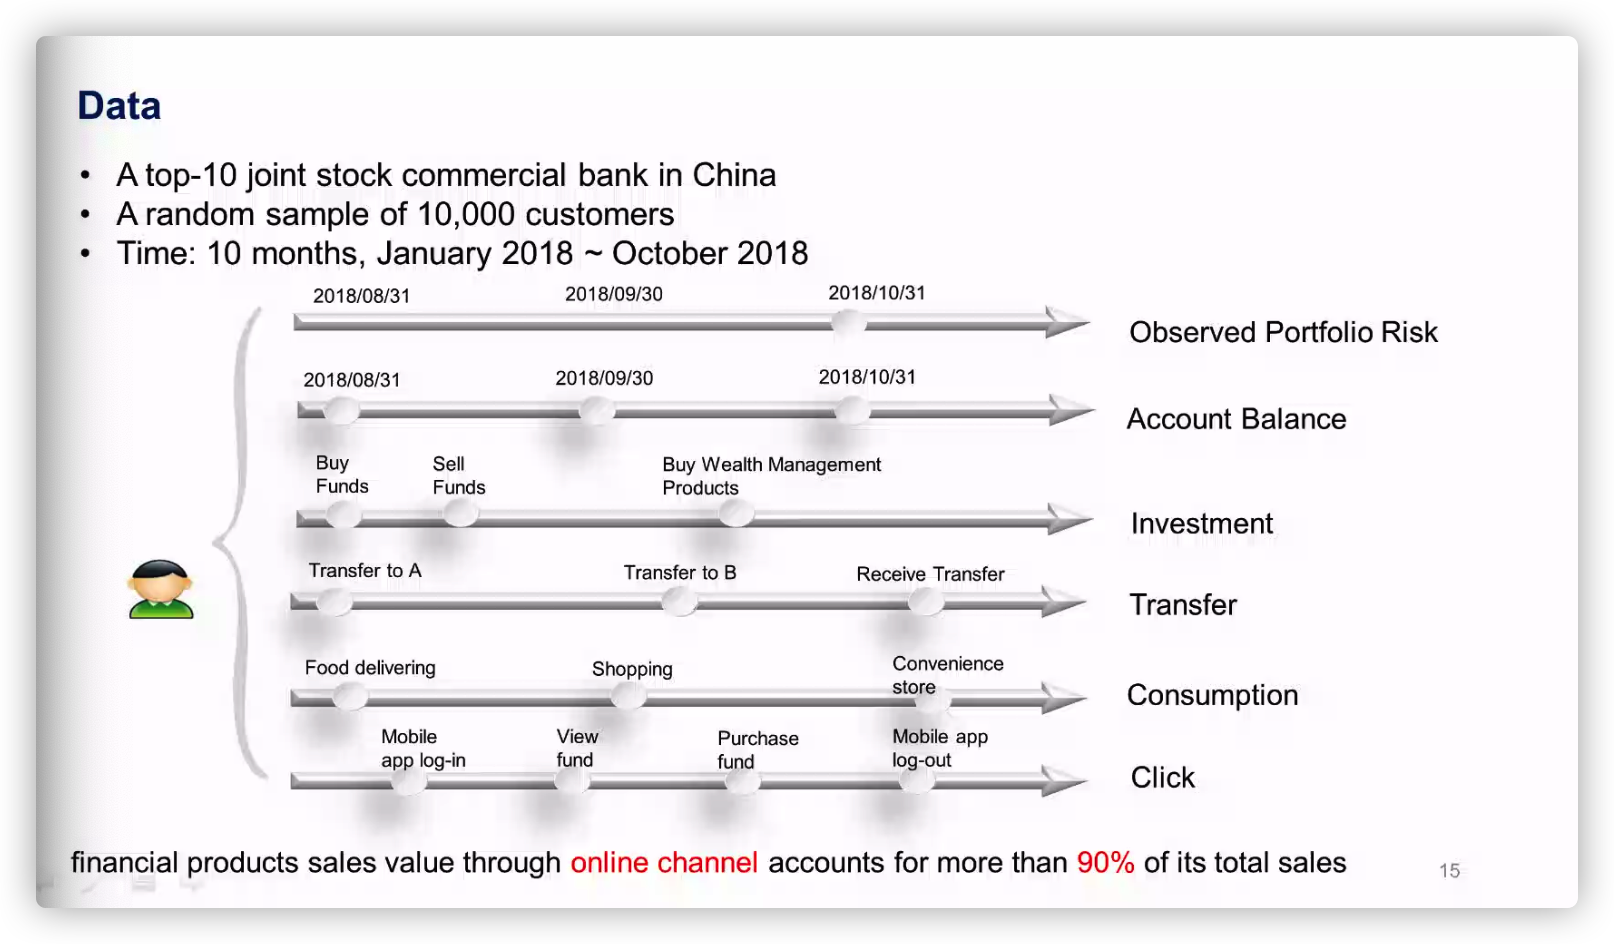 Data
• A top-10 joint stock commercial bank in China
• A random sample of 10,000 customers
• Time: 10 months, January 2018 ~ October 2018
2018/08/31 2018/09/30 2018/10/31
Observed Portfolio Risk
2018/08/31 2018/09/30 2018/10/31
Account Balance
Buy Sell Buy Wealth Management
Funds Funds Products
Investment
Transfer to A Transfer to B Receive Transfer
Transfer
Food delivering Shopping Convenience
store
Consumption
Mobile View Purchase Mobile app
app log-in fund fund log-out
Click
financial products sales value through online channel accounts for more than 90% of its total sales
15